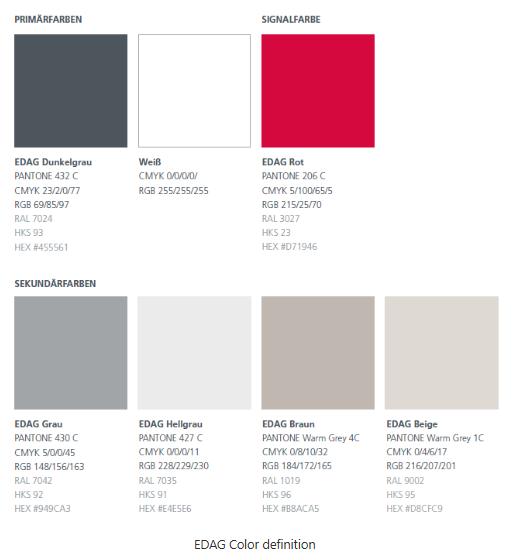 PRIMÄRFARBEN
SIGNALFARBE
EDAG Dunkelgrau
PANTONE 432 C
CMYK 23/2/0/77
RGB 69/85/97
RAL 7024
HKS 93
HEX #455561
Weiß
CMYK 0/0/0/0/
RGB 255/255/255
EDAG Rot
PANTONE 206 C
CMYK 5/100/65/5
RGB 215/25/70
RAL 3027
HKS 23
HEX #D71946
SEKUNDÄRFARBEN
EDAG Grau
PANTONE 430 C
CMYK 5/0/0/45
RGB 148/156/163
RAL 7042
HKS 92
HEX #949CA3
EDAG Hellgrau
PANTONE 427 C
CMYK 0/0/0/11
RGB 228/229/230
RAL 7035
HKS 91
HEX #E4E5E6
EDAG Braun
PANTONE Warm Grey 4C
CMYK 0/8/10/32
RGB 184/172/165
RAL 1019
HKS 96
HEX #B8ACA5
EDAG Beige
PANTONE Warm Grey 1C
CMYK 0/4/6/17
RGB 216/207/201
RAL 9002
HKS 95
HEX #D8CFC9
EDAG Color definition